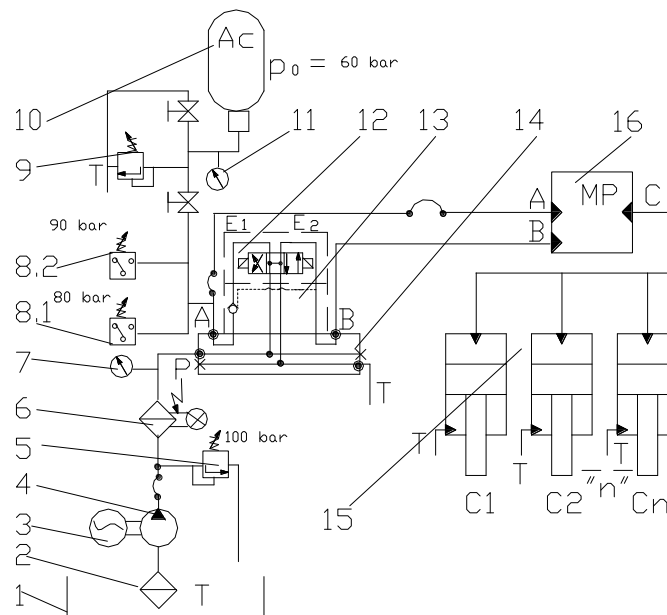 Ac
p₀ = 60 bar
10
11
12
13
14
16
9
T
A
MP
C
E1
E2
B
90 bar
8.2
80 bar
8.1
A
B
7
P
T
6
100 bar
5
T
T
T
4
15
C1
C2
"n"
Cn
3
2
T
1